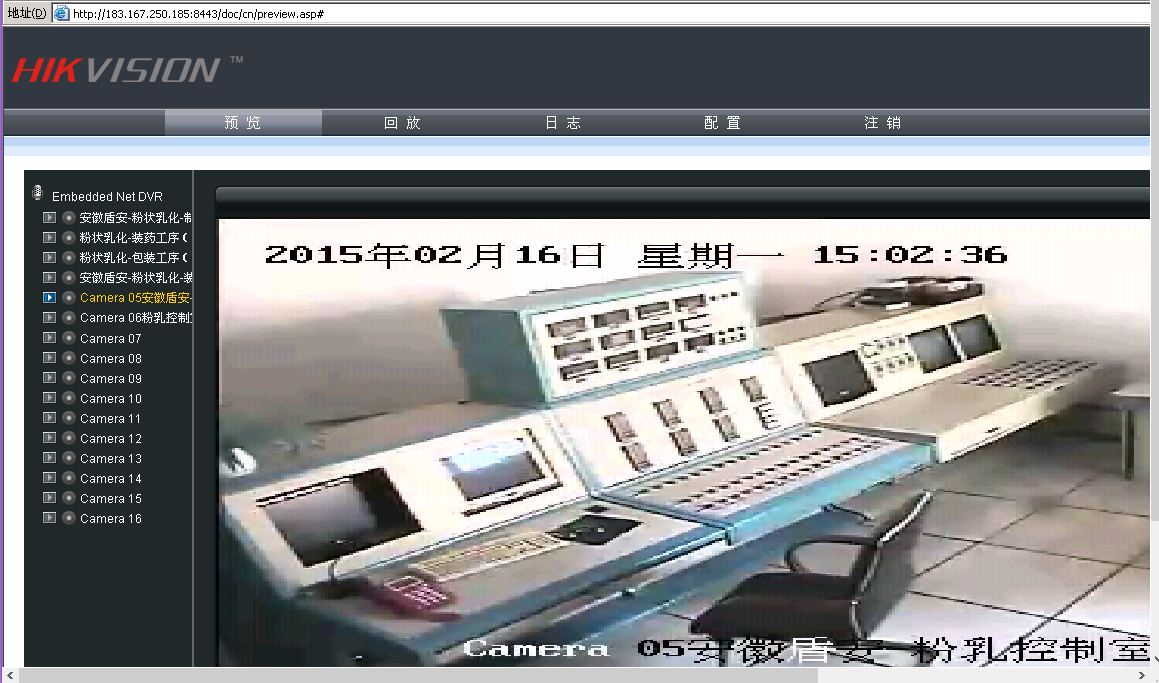 地址(D) http://183.167.250.185:8443/doc/cn/preview.asp#
HIKVISION™
预览 回放 日志 配置 注销
Embedded Net DVR
安徽盾安-粉状乳化-制
粉状乳化-装药工序(
粉状乳化-包装工序(
安徽盾安-粉状乳化-装
Camera 05安徽盾安-
Camera 06粉乳控制
Camera 07
Camera 08
Camera 09
Camera 10
Camera 11
Camera 12
Camera 13
Camera 14
Camera 15
Camera 16
2015年02月16日 星期一 15:02:36
Camera 05安徽盾安-粉乳控制室